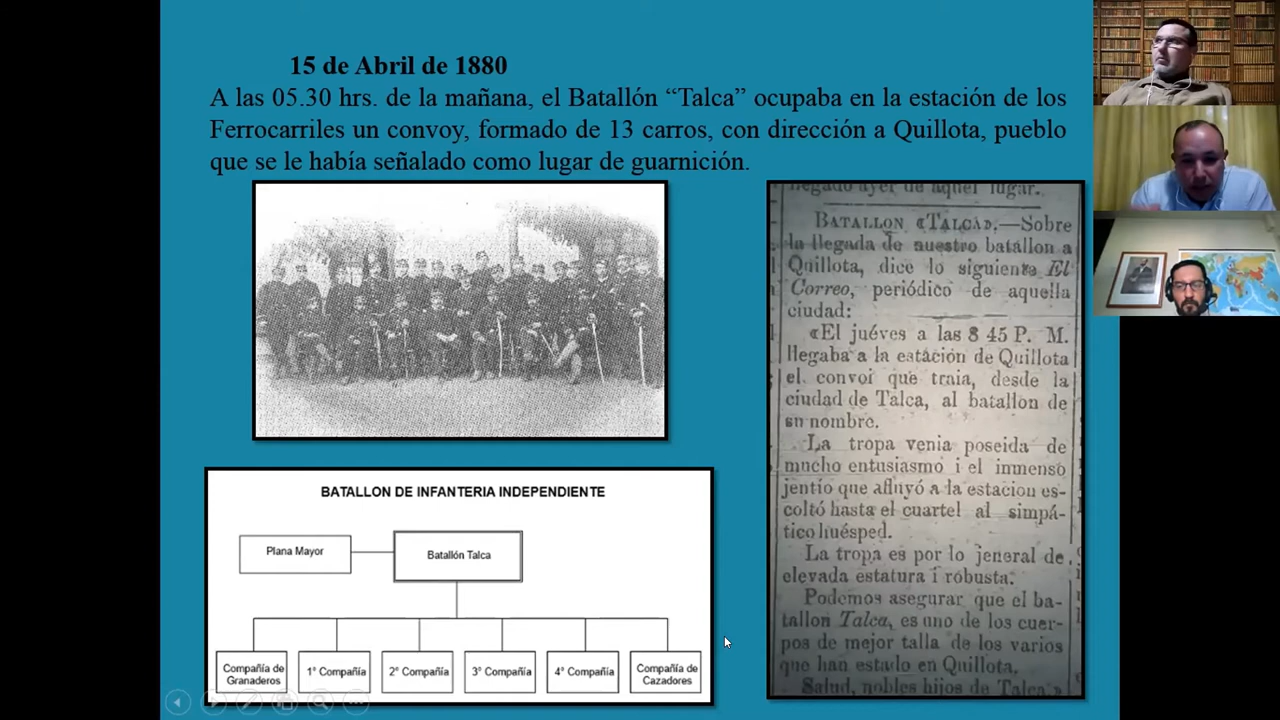 15 de Abril de 1880
A las 05.30 hrs. de la mañana, el Batallón “Talca” ocupaba en la estación de los
Ferrocarriles un convoy, formado de 13 carros, con dirección a Quillota, pueblo
que se le había señalado como lugar de guarnición.
llegado ayer de aquel lugar.
BATALLON «TALCA».—Sobre
la llegada de nuestro batallon a
Quillota, dice lo siguiente El
Correo, periódico de aquella
ciudad:
«El juéves a las 8 45 P. M.
llegaba a la estacion de Quillota
el convoi que traia, desde la
ciudad de Talca, al batallon de
su nombre.
La tropa venia poseida de
mucho entusiasmo i el inmenso
jentío que afluyó a la estacion es-
coltó hasta el cuartel al simpá-
tico huésped.
La tropa es por lo jeneral de
elevada estatura i robusta.
Podemos asegurar que el ba-
tallon Talca, es uno de los cuer-
pos de mejor talla de los varios
que han estado en Quillota.
Salud, nobles hijos de Talca»
BATALLON DE INFANTERIA INDEPENDIENTE
Plana Mayor
Batallón Talca
Compañía de
Granaderos
1° Compañía
2° Compañía
3° Compañía
4° Compañía
Compañía de
Cazadores